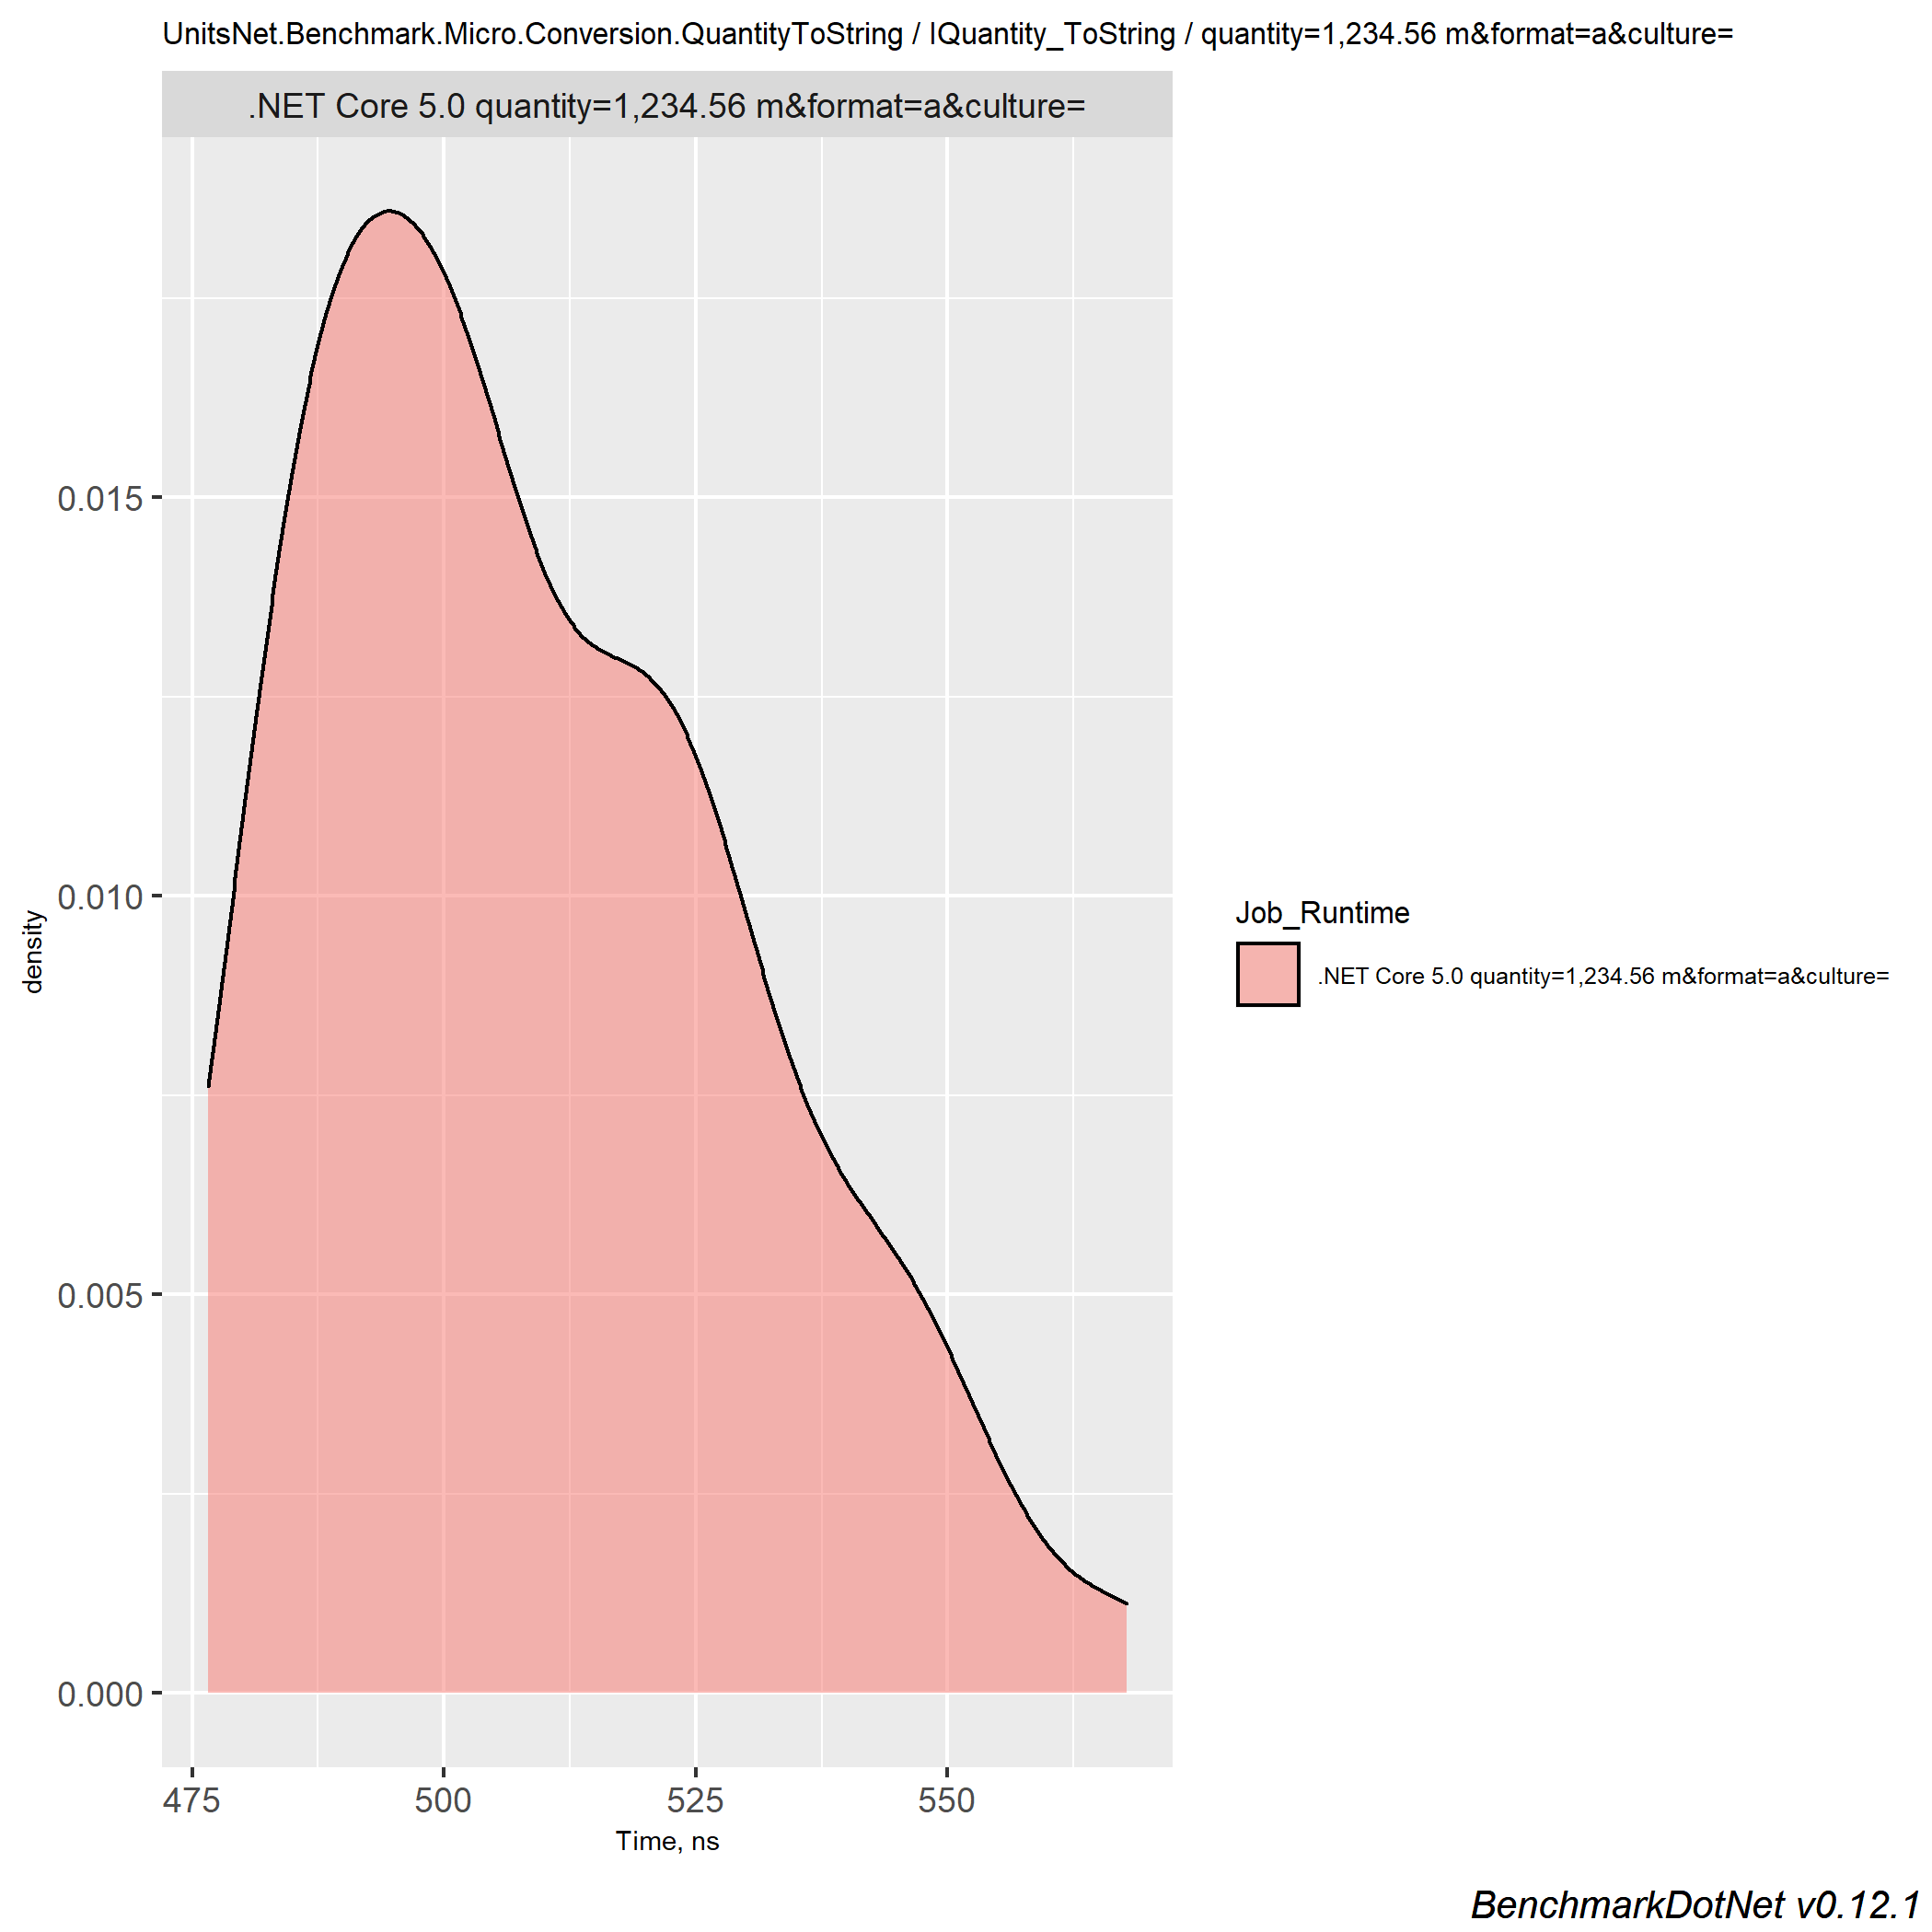 UnitsNet.Benchmark.Micro.Conversion.QuantityToString / IQuantity_ToString / quantity=1,234.56 m&format=a&culture=
.NET Core 5.0 quantity=1,234.56 m&format=a&culture=
0.015
0.010
0.005
0.000
density
475 500 525 550
Time, ns
Job_Runtime
.NET Core 5.0 quantity=1,234.56 m&format=a&culture=
BenchmarkDotNet v0.12.1